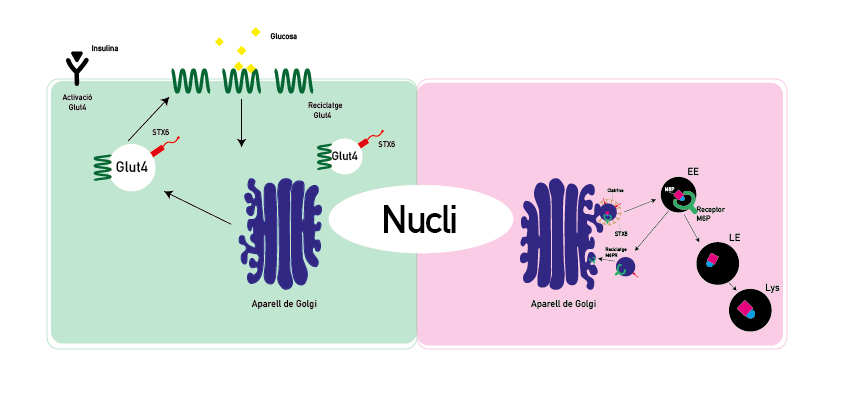 Insulina
Glucosa
Activació
Glut4
Reciclatge
Glut4
STX6
Glut4
STX6
Glut4
Aparell de Golgi
Nucli
Clatrina
STX6
Reciclatge
M6PR
Aparell de Golgi
EE
M6P
Receptor
M6P
LE
Lys